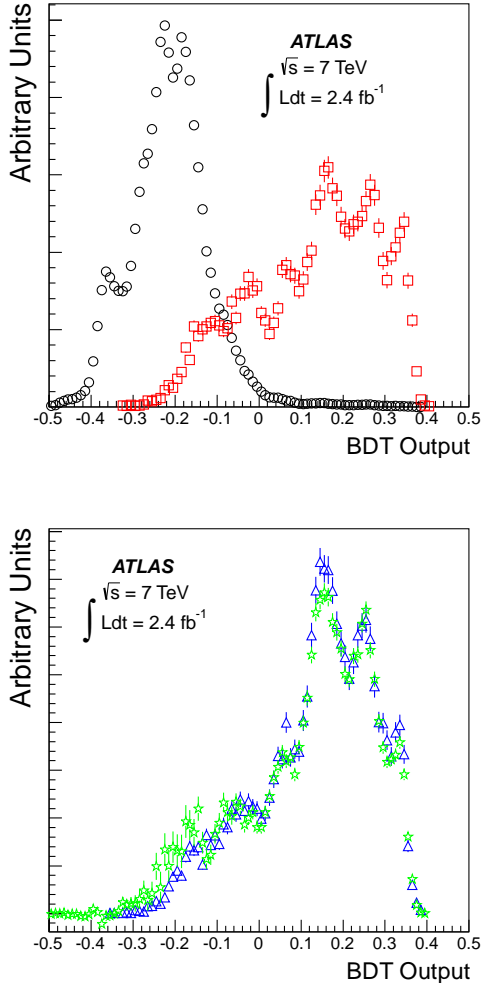 Arbitrary Units
ATLAS
√s = 7 TeV
∫ Ldt = 2.4 fb⁻¹
-0.5 -0.4 -0.3 -0.2 -0.1 0 0.1 0.2 0.3 0.4 0.5
BDT Output
Arbitrary Units
ATLAS
√s = 7 TeV
∫ Ldt = 2.4 fb⁻¹
-0.5 -0.4 -0.3 -0.2 -0.1 0 0.1 0.2 0.3 0.4 0.5
BDT Output